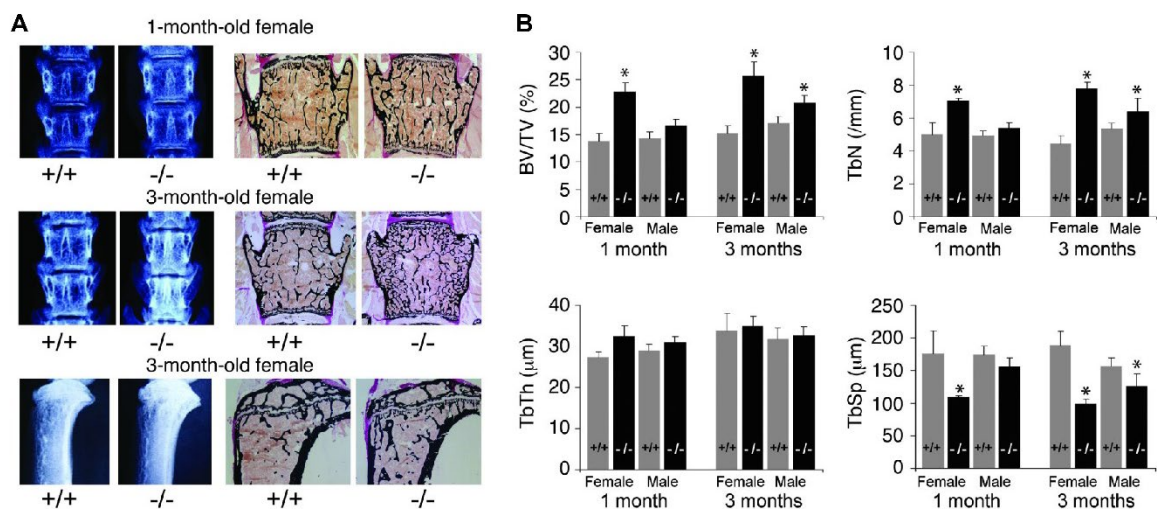 A
1-month-old female
+/+ -/- +/+ -/-
3-month-old female
+/+ -/- +/+ -/-
3-month-old female
+/+ -/- +/+ -/-
B
BV/TV (%)
30
25
20
15
10
5
0
* * *
+/+ -/- +/+ -/- +/+ -/- +/+ -/-
Female Male Female Male
1 month 3 months
TbN (/mm)
10
8
6
4
2
0
* * *
+/+ -/- +/+ -/- +/+ -/- +/+ -/-
Female Male Female Male
1 month 3 months
TbTh (μm)
40
30
20
10
0
+/+ -/- +/+ -/- +/+ -/- +/+ -/-
Female Male Female Male
1 month 3 months
TbSp (μm)
250
200
150
100
50
0
* * *
+/+ -/- +/+ -/- +/+ -/- +/+ -/-
Female Male Female Male
1 month 3 months